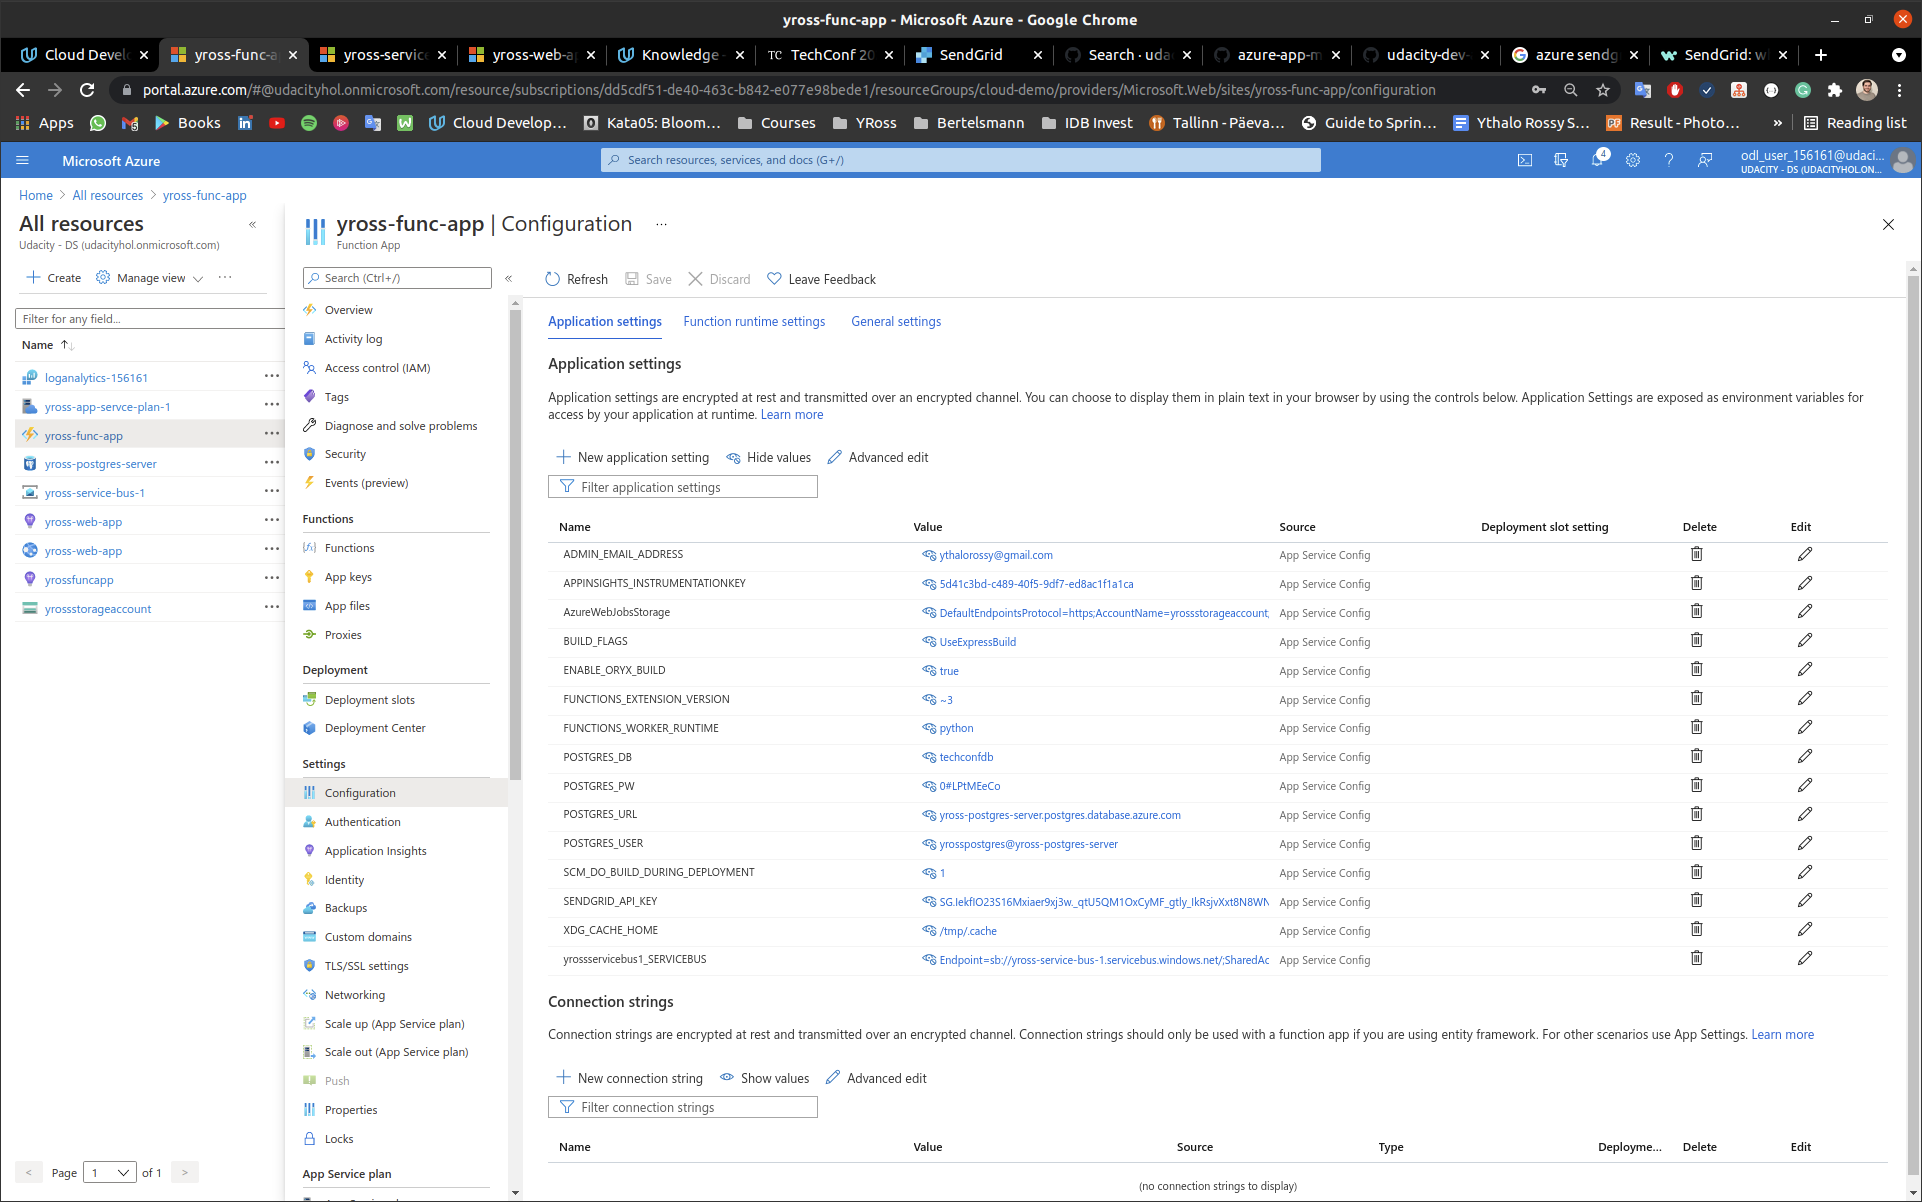 yross-func-app - Microsoft Azure - Google Chrome
Cloud Develo
yross-func-a
yross-service
yross-web-ap
Knowledge -
TC TechConf 20
SendGrid
Search · uda
azure-app-m
udacity-dev-
azure sendg
SendGrid: w
portal.azure.com/#@udacityhol.onmicrosoft.com/resource/subscriptions/dd5cdf51-de40-463c-b842-e077e98bede1/resourceGroups/cloud-demo/providers/Microsoft.Web/sites/yross-func-app/configuration
Apps
Books
Cloud Develop...
Kata05: Bloom...
Courses
YRoss
Bertelsmann
IDB Invest
Tallinn - Päeva...
Guide to Sprin...
Ythalo Rossy S...
Result - Photo...
»
Reading list
Microsoft Azure
Search resources, services, and docs (G+/)
4
odl_user_156161@udaci...
UDACITY - DS (UDACITYHOL.ON...
Home > All resources > yross-func-app
All resources
Udacity - DS (udacityhol.onmicrosoft.com)
Create
Manage view
Filter for any field...
Name
loganalytics-156161
yross-app-servce-plan-1
yross-func-app
yross-postgres-server
yross-service-bus-1
yross-web-app
yross-web-app
yrossfuncapp
yrossstorageaccount
< Page 1 of 1 >
yross-func-app | Configuration
Function App
Search (Ctrl+/)
Overview
Activity log
Access control (IAM)
Tags
Diagnose and solve problems
Security
Events (preview)
Functions
Functions
App keys
App files
Proxies
Deployment
Deployment slots
Deployment Center
Settings
Configuration
Authentication
Application Insights
Identity
Backups
Custom domains
TLS/SSL settings
Networking
Scale up (App Service plan)
Scale out (App Service plan)
Push
Properties
Locks
App Service plan
Refresh
Save
Discard
Leave Feedback
Application settings
Function runtime settings
General settings
Application settings
Application settings are encrypted at rest and transmitted over an encrypted channel. You can choose to display them in plain text in your browser by using the controls below. Application Settings are exposed as environment variables for
access by your application at runtime. Learn more
New application setting
Hide values
Advanced edit
Filter application settings
Name Value Source Deployment slot setting Delete Edit
ADMIN_EMAIL_ADDRESS ythalorossy@gmail.com App Service Config
APPINSIGHTS_INSTRUMENTATIONKEY 5d41c3bd-c489-40f5-9df7-ed8ac1f1a1ca App Service Config
AzureWebJobsStorage DefaultEndpointsProtocol=https;AccountName=yrossstorageaccount; App Service Config
BUILD_FLAGS UseExpressBuild App Service Config
ENABLE_ORYX_BUILD true App Service Config
FUNCTIONS_EXTENSION_VERSION ~3 App Service Config
FUNCTIONS_WORKER_RUNTIME python App Service Config
POSTGRES_DB techconfdb App Service Config
POSTGRES_PW 0#LPtMEeCo App Service Config
POSTGRES_URL yross-postgres-server.postgres.database.azure.com App Service Config
POSTGRES_USER yrosspostgres@yross-postgres-server App Service Config
SCM_DO_BUILD_DURING_DEPLOYMENT 1 App Service Config
SENDGRID_API_KEY App Service Config
XDG_CACHE_HOME /tmp/.cache App Service Config
yrossservicebus1_SERVICEBUS Endpoint=sb://yross-service-bus-1.servicebus.windows.net/;SharedAc App Service Config
Connection strings
Connection strings are encrypted at rest and transmitted over an encrypted channel. Connection strings should only be used with a function app if you are using entity framework. For other scenarios use App Settings. Learn more
New connection string
Show values
Advanced edit
Filter connection strings
Name Value Source Type Deployme... Delete Edit
(no connection strings to display)